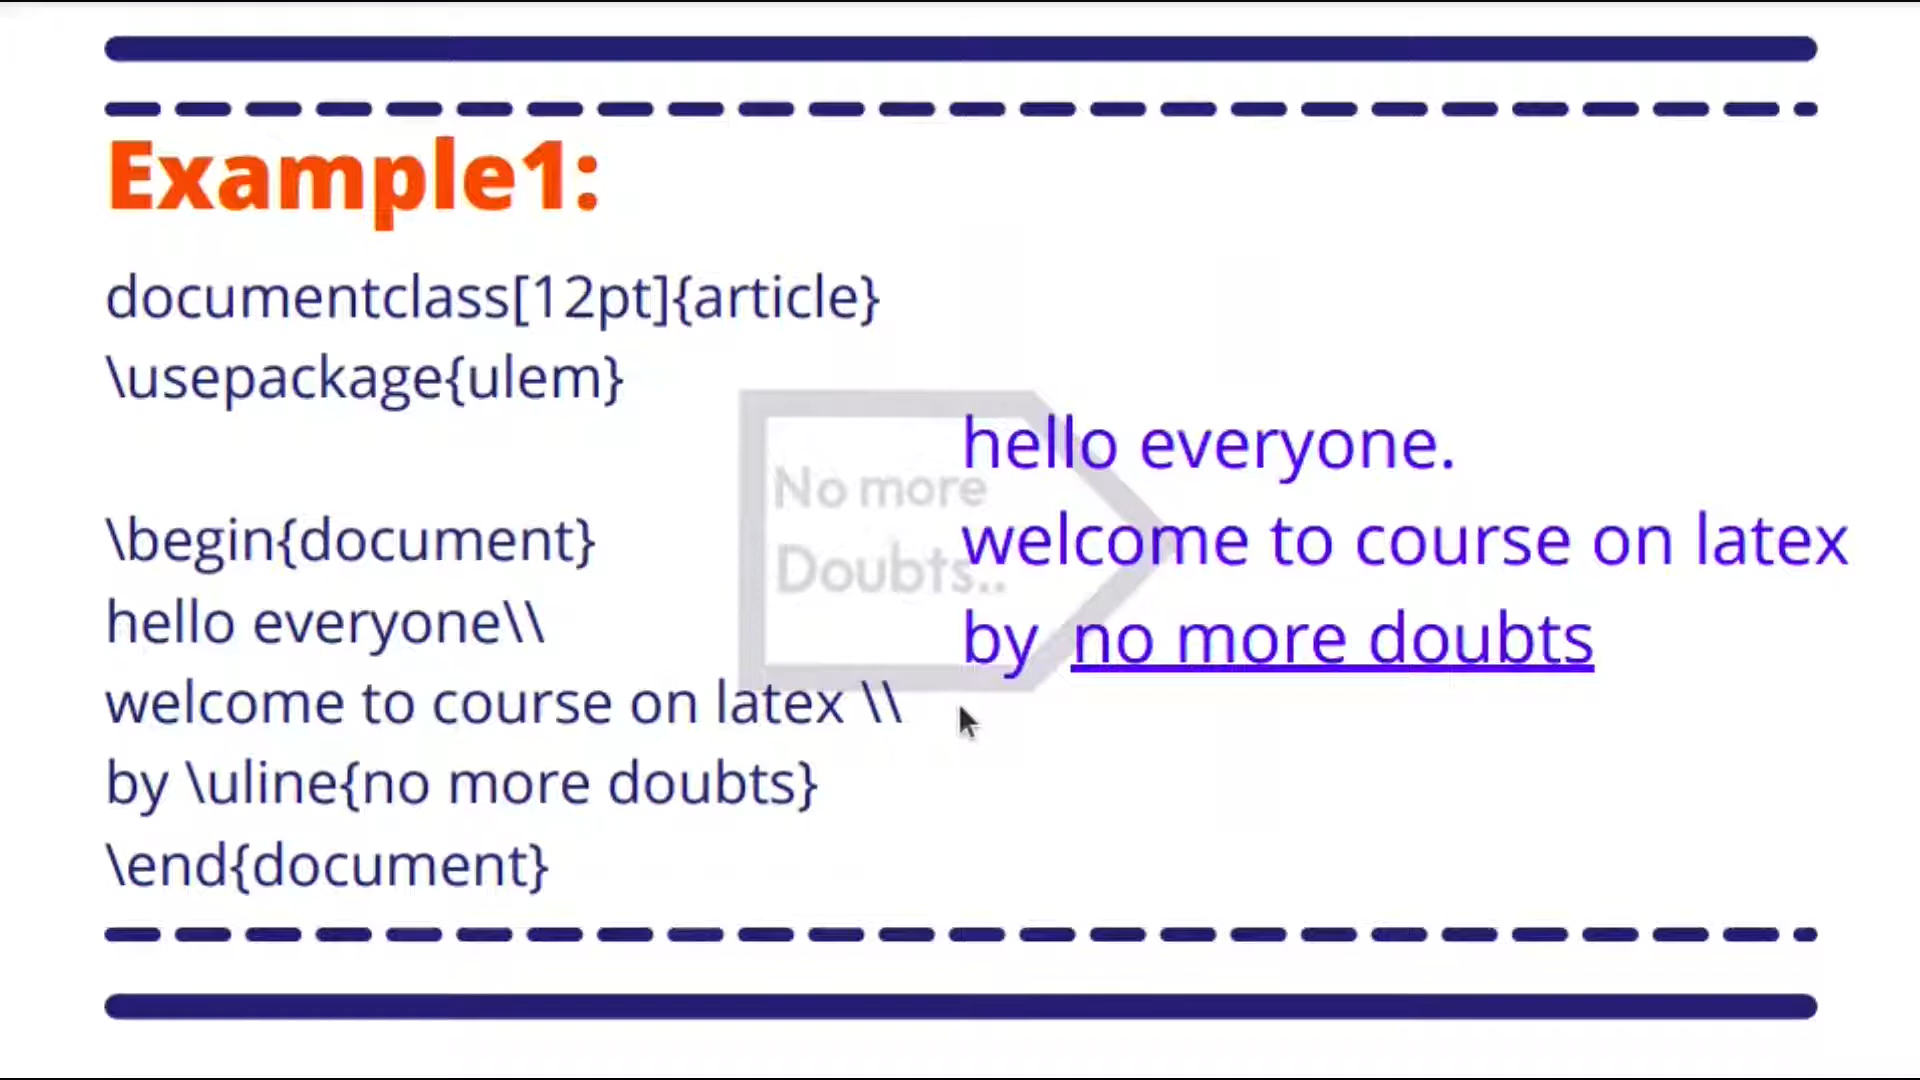 Example1:
documentclass[12pt]{article}
\usepackage{ulem}
\begin{document}
hello everyone\\
welcome to course on latex \\
by \uline{no more doubts}
\end{document}
No more
Doubts..
hello everyone.
welcome to course on latex
by no more doubts